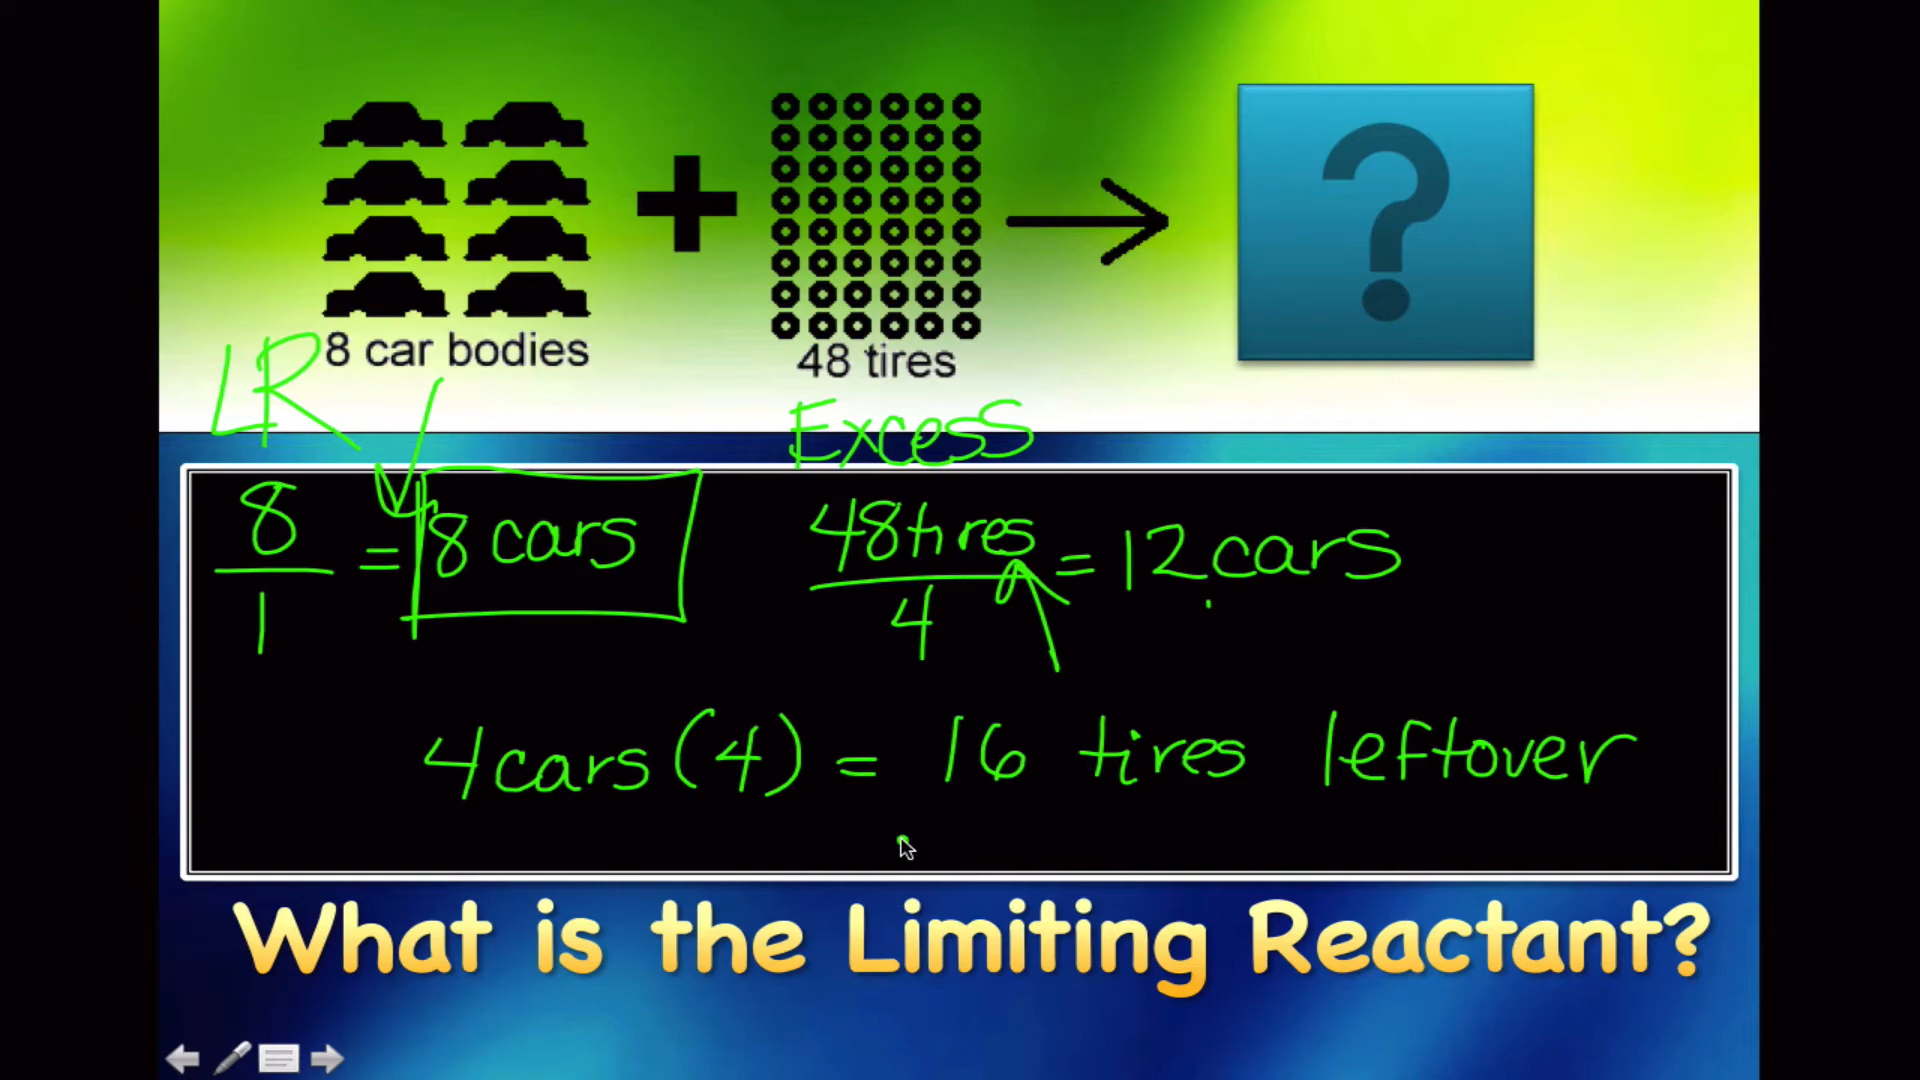 8 car bodies
48 tires
?
LR
Excess
8/1 = 8 cars
48 tires/4 = 12 cars
4 cars (4) = 16 tires leftover
What is the Limiting Reactant?